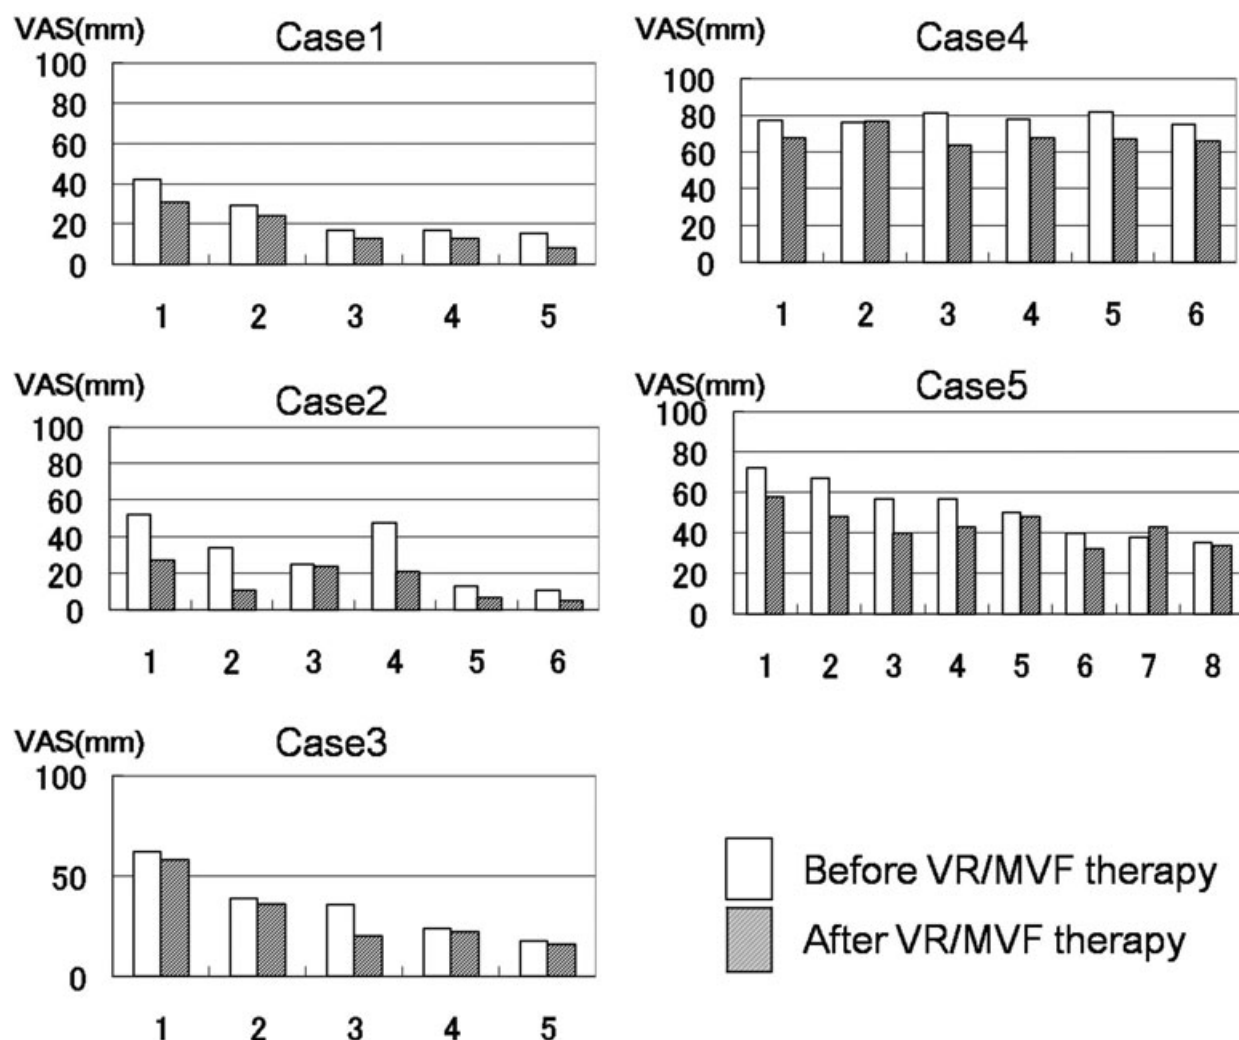 VAS(mm)
Case1
100
80
60
40
20
0
1 2 3 4 5
VAS(mm)
Case2
100
80
60
40
20
0
1 2 3 4 5 6
VAS(mm)
Case3
100
50
0
1 2 3 4 5
VAS(mm)
Case4
100
80
60
40
20
0
1 2 3 4 5 6
VAS(mm)
Case5
100
80
60
40
20
0
1 2 3 4 5 6 7 8
Before VR/MVF therapy
After VR/MVF therapy